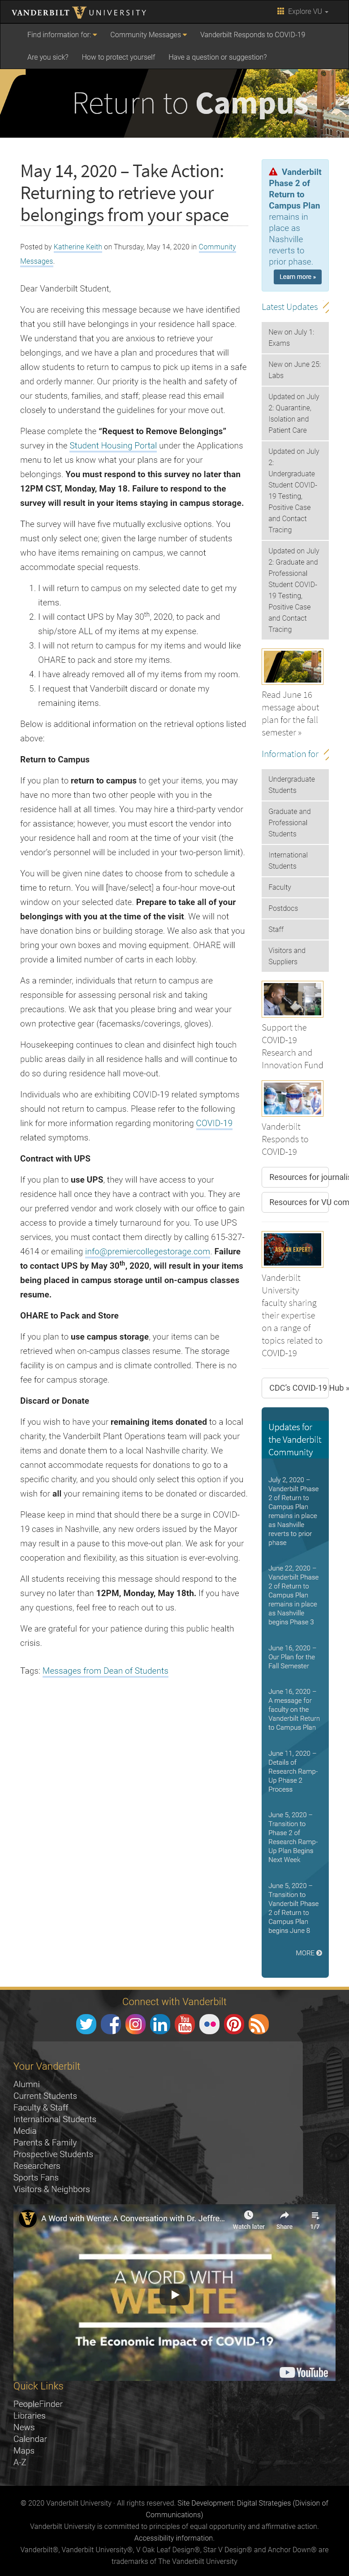 VANDERBILT UNIVERSITY
Explore VU
Find information for:
Community Messages
Vanderbilt Responds to COVID-19
Are you sick?
How to protect yourself
Have a question or suggestion?
Return to Campus
May 14, 2020 – Take Action:
Returning to retrieve your
belongings from your space
Posted by Katherine Keith on Thursday, May 14, 2020 in Community
Messages.
Dear Vanderbilt Student,
You are receiving this message because we have identified
that you still have belongings in your residence hall space.
We understand that you are anxious to retrieve your
belongings, and we have a plan and procedures that will
allow students still on campus to pick up items in a safe
and orderly manner. Our priority is the health and safety of
our students, families, and staff; please read this email
closely to understand the guidelines for your move out.
Please complete the “Request to Remove Belongings”
survey in the Student Housing Portal under the Applications
menu to let us know what your plans are for your
belongings. You must respond to this survey no later than
12PM CST, Monday, May 18. Failure to respond to the
survey will result in your items staying in campus storage.
The survey will have five mutually exclusive options. You
must only select one; given the large number of students
who have items remaining on campus, we cannot
accommodate special requests.
1. I will return to campus on my selected date to get my
items.
2. I will contact UPS by May 30th, 2020, to pack and
ship/store ALL of my items at my expense.
3. I will not return to campus for my items and would like
OHARE to pack and store my items.
4. I have already removed all of my items from my room.
5. I request that Vanderbilt discard or donate my
remaining items.
Below is additional information on the retrieval options listed
above:
Return to Campus
If you plan to return to campus to get your items, you may
have no more than two other people with you in the
residence hall at all times. You may hire a third-party vendor
for assistance; however, you must escort them into your
residence hall and room at the time of your visit (the
vendor’s personnel will be included in your two-person limit).
You will be given nine dates to choose from to schedule a
time to return. You will [have/select] a four-hour move-out
window on your selected date. Prepare to take all of your
belongings with you at the time of the visit. We will not
have donation bins or building storage. We ask you to also
bring your own boxes and moving equipment. OHARE will
provide a limited number of carts in each lobby.
As you are considering returning to campus as a
responsible adult, you are assuming personal risk and
responsibility. Please bring and wear your
own protective gear (facemasks/coverings, gloves).
Housekeeping continues to clean and disinfect high touch
public areas daily in all residence halls and will continue to
do so during residence hall move-out.
Individuals who are exhibiting COVID-19 related symptoms
should not return to campus. Please refer to the following
link for more information regarding monitoring COVID-19
related symptoms.
Contract with UPS
If you plan to use UPS, they will have access to your
residence hall once they have a contract with you. They are
our preferred vendor and work closely with our office to gain
access to provide a timely turnaround for your items. To use
UPS, you must contact them directly by calling 615-327-
4614 or emailing info@premiercollegestorage.com. Failure
to contact UPS by May 30th, 2020, will result in your items
being placed in campus storage until on-campus classes
resume.
OHARE to Pack and Store
If you plan to use campus storage, your items can be
retrieved when on-campus classes resume. The storage
facility is on campus and is climate controlled. There is no
fee for campus storage.
Discard or Donate
If you wish to have your remaining items donated to a local
charity, the Vanderbilt Plant Operations team will pack your
items and donate them to a local Nashville charity. We
cannot accommodate requests for donations to go to a
specific charity, and you should only select this option if you
wish for all your remaining items to be donated or discarded.
Please keep in mind that should there be a surge in COVID-
19 cases in Nashville, any new orders issued by the Mayor
may result in a pause to this move-out plan. We ask for your
cooperation and flexibility, as this situation is ever-evolving.
All students receiving this message should respond to the
survey no later than 12PM, Monday, May 18th. If you have
any questions, feel free to reach out to us.
We are grateful for your patience during this public health
crisis.
Tags: Messages from Dean of Students
Vanderbilt
Phase 2 of
Return to
Campus Plan
remains in
place as
Nashville
reverts to
prior phase.
Learn more »
Latest Updates
New on July 1:
Exams
New on June 25:
Labs
Updated on July
2: Quarantine,
Isolation and
Patient Care
Updated on July
2:
Undergraduate
Student COVID-
19 Testing,
Positive Case
and Contact
Tracing
Updated on July
2: Graduate and
Professional
Student COVID-
19 Testing,
Positive Case
and Contact
Tracing
Read June 16
message about
plan for the fall
semester »
Information for
Undergraduate
Students
Graduate and
Professional
Students
International
Students
Faculty
Postdocs
Staff
Visitors and
Suppliers
Support the
COVID-19
Research and
Innovation Fund
Vanderbilt
Responds to
COVID-19
Resources for journalis
Resources for VU com
ASK AN EXPERT
Vanderbilt
University
faculty sharing
their expertise
on a range of
topics related to
COVID-19
CDC's COVID-19 Hub »
Updates for
the Vanderbilt
Community
July 2, 2020 –
Vanderbilt Phase
2 of Return to
Campus Plan
remains in place
as Nashville
reverts to prior
phase
June 22, 2020 –
Vanderbilt Phase
2 of Return to
Campus Plan
remains in place
as Nashville
begins Phase 3
June 16, 2020 –
Our Plan for the
Fall Semester
June 16, 2020 –
A message for
faculty on the
Vanderbilt Return
to Campus Plan
June 11, 2020 –
Details of
Research Ramp-
Up Phase 2
Process
June 5, 2020 –
Transition to
Phase 2 of
Research Ramp-
Up Plan Begins
Next Week
June 5, 2020 –
Transition to
Vanderbilt Phase
2 of Return to
Campus Plan
begins June 8
MORE
Connect with Vanderbilt
You Tube
Your Vanderbilt
Alumni
Current Students
Faculty & Staff
International Students
Media
Parents & Family
Prospective Students
Researchers
Sports Fans
Visitors & Neighbors
A Word with Wente: A Conversation with Dr. Jeffre...
Watch later
Share
1/7
A WORD WITH
WENTE
The Economic Impact of COVID-19
YouTube
Quick Links
PeopleFinder
Libraries
News
Calendar
Maps
A-Z
© 2020 Vanderbilt University · All rights reserved. Site Development: Digital Strategies (Division of
Communications)
Vanderbilt University is committed to principles of equal opportunity and affirmative action.
Accessibility information.
Vanderbilt®, Vanderbilt University®, V Oak Leaf Design®, Star V Design® and Anchor Down® are
trademarks of The Vanderbilt University